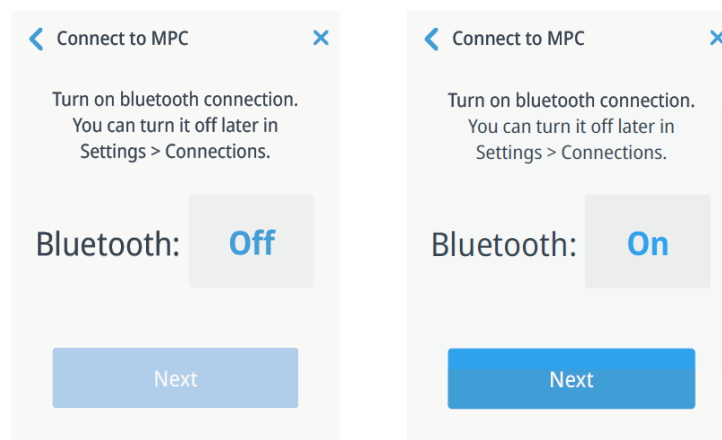 Connect to MPC
Turn on bluetooth connection.
You can turn it off later in
Settings > Connections.
Bluetooth: Off
Next
Connect to MPC
Turn on bluetooth connection.
You can turn it off later in
Settings > Connections.
Bluetooth: On
Next